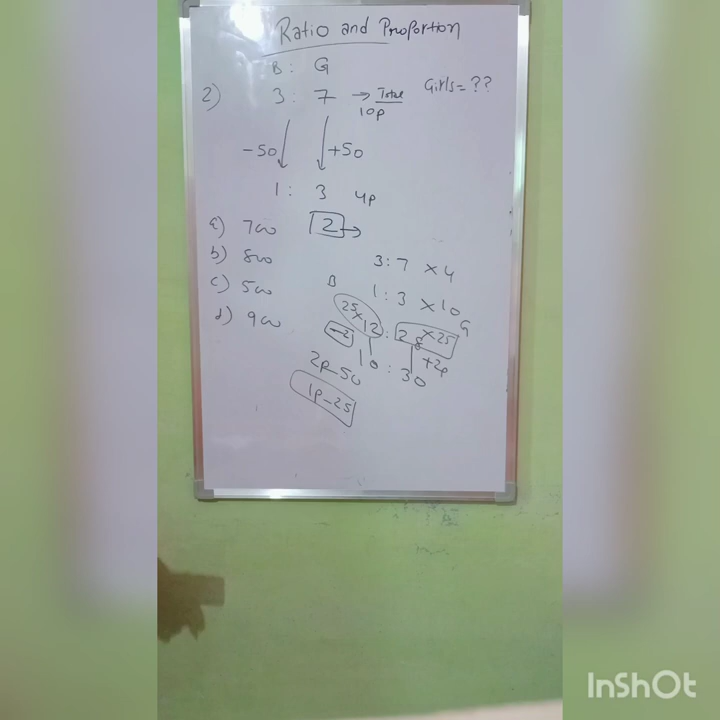 Ratio and Proportion
B : G
2) 3 : 7 → Total Girls = ??
10p
-50 +50
1 : 3 4p
a) 700 2 →
b) 800 3:7 × 4
c) 500 B 1:3 × 10
d) 900 25 × 12 : 28 × 25 G
-2 +2p
10 : 30
2p - 50
1p - 25
InShOt